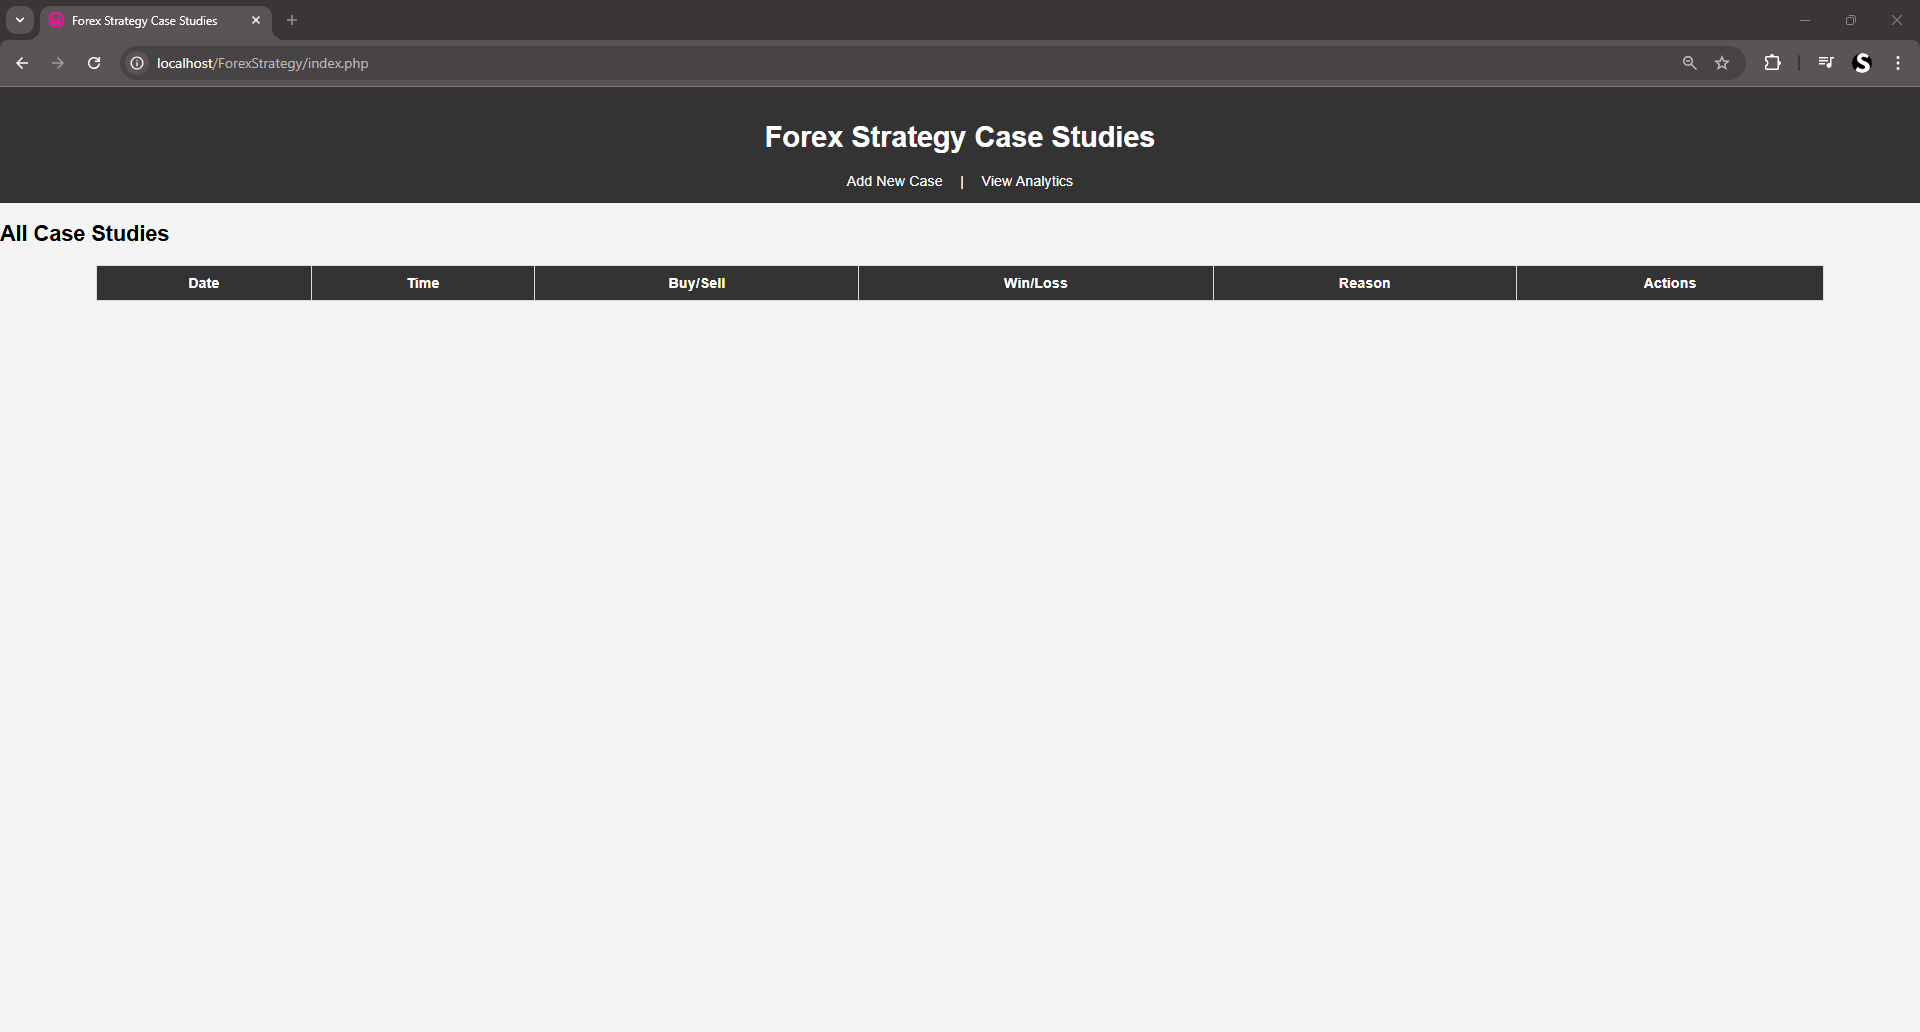 Forex Strategy Case Studies
localhost/ForexStrategy/index.php
Forex Strategy Case Studies
Add New Case | View Analytics
All Case Studies
Date Time Buy/Sell Win/Loss Reason Actions